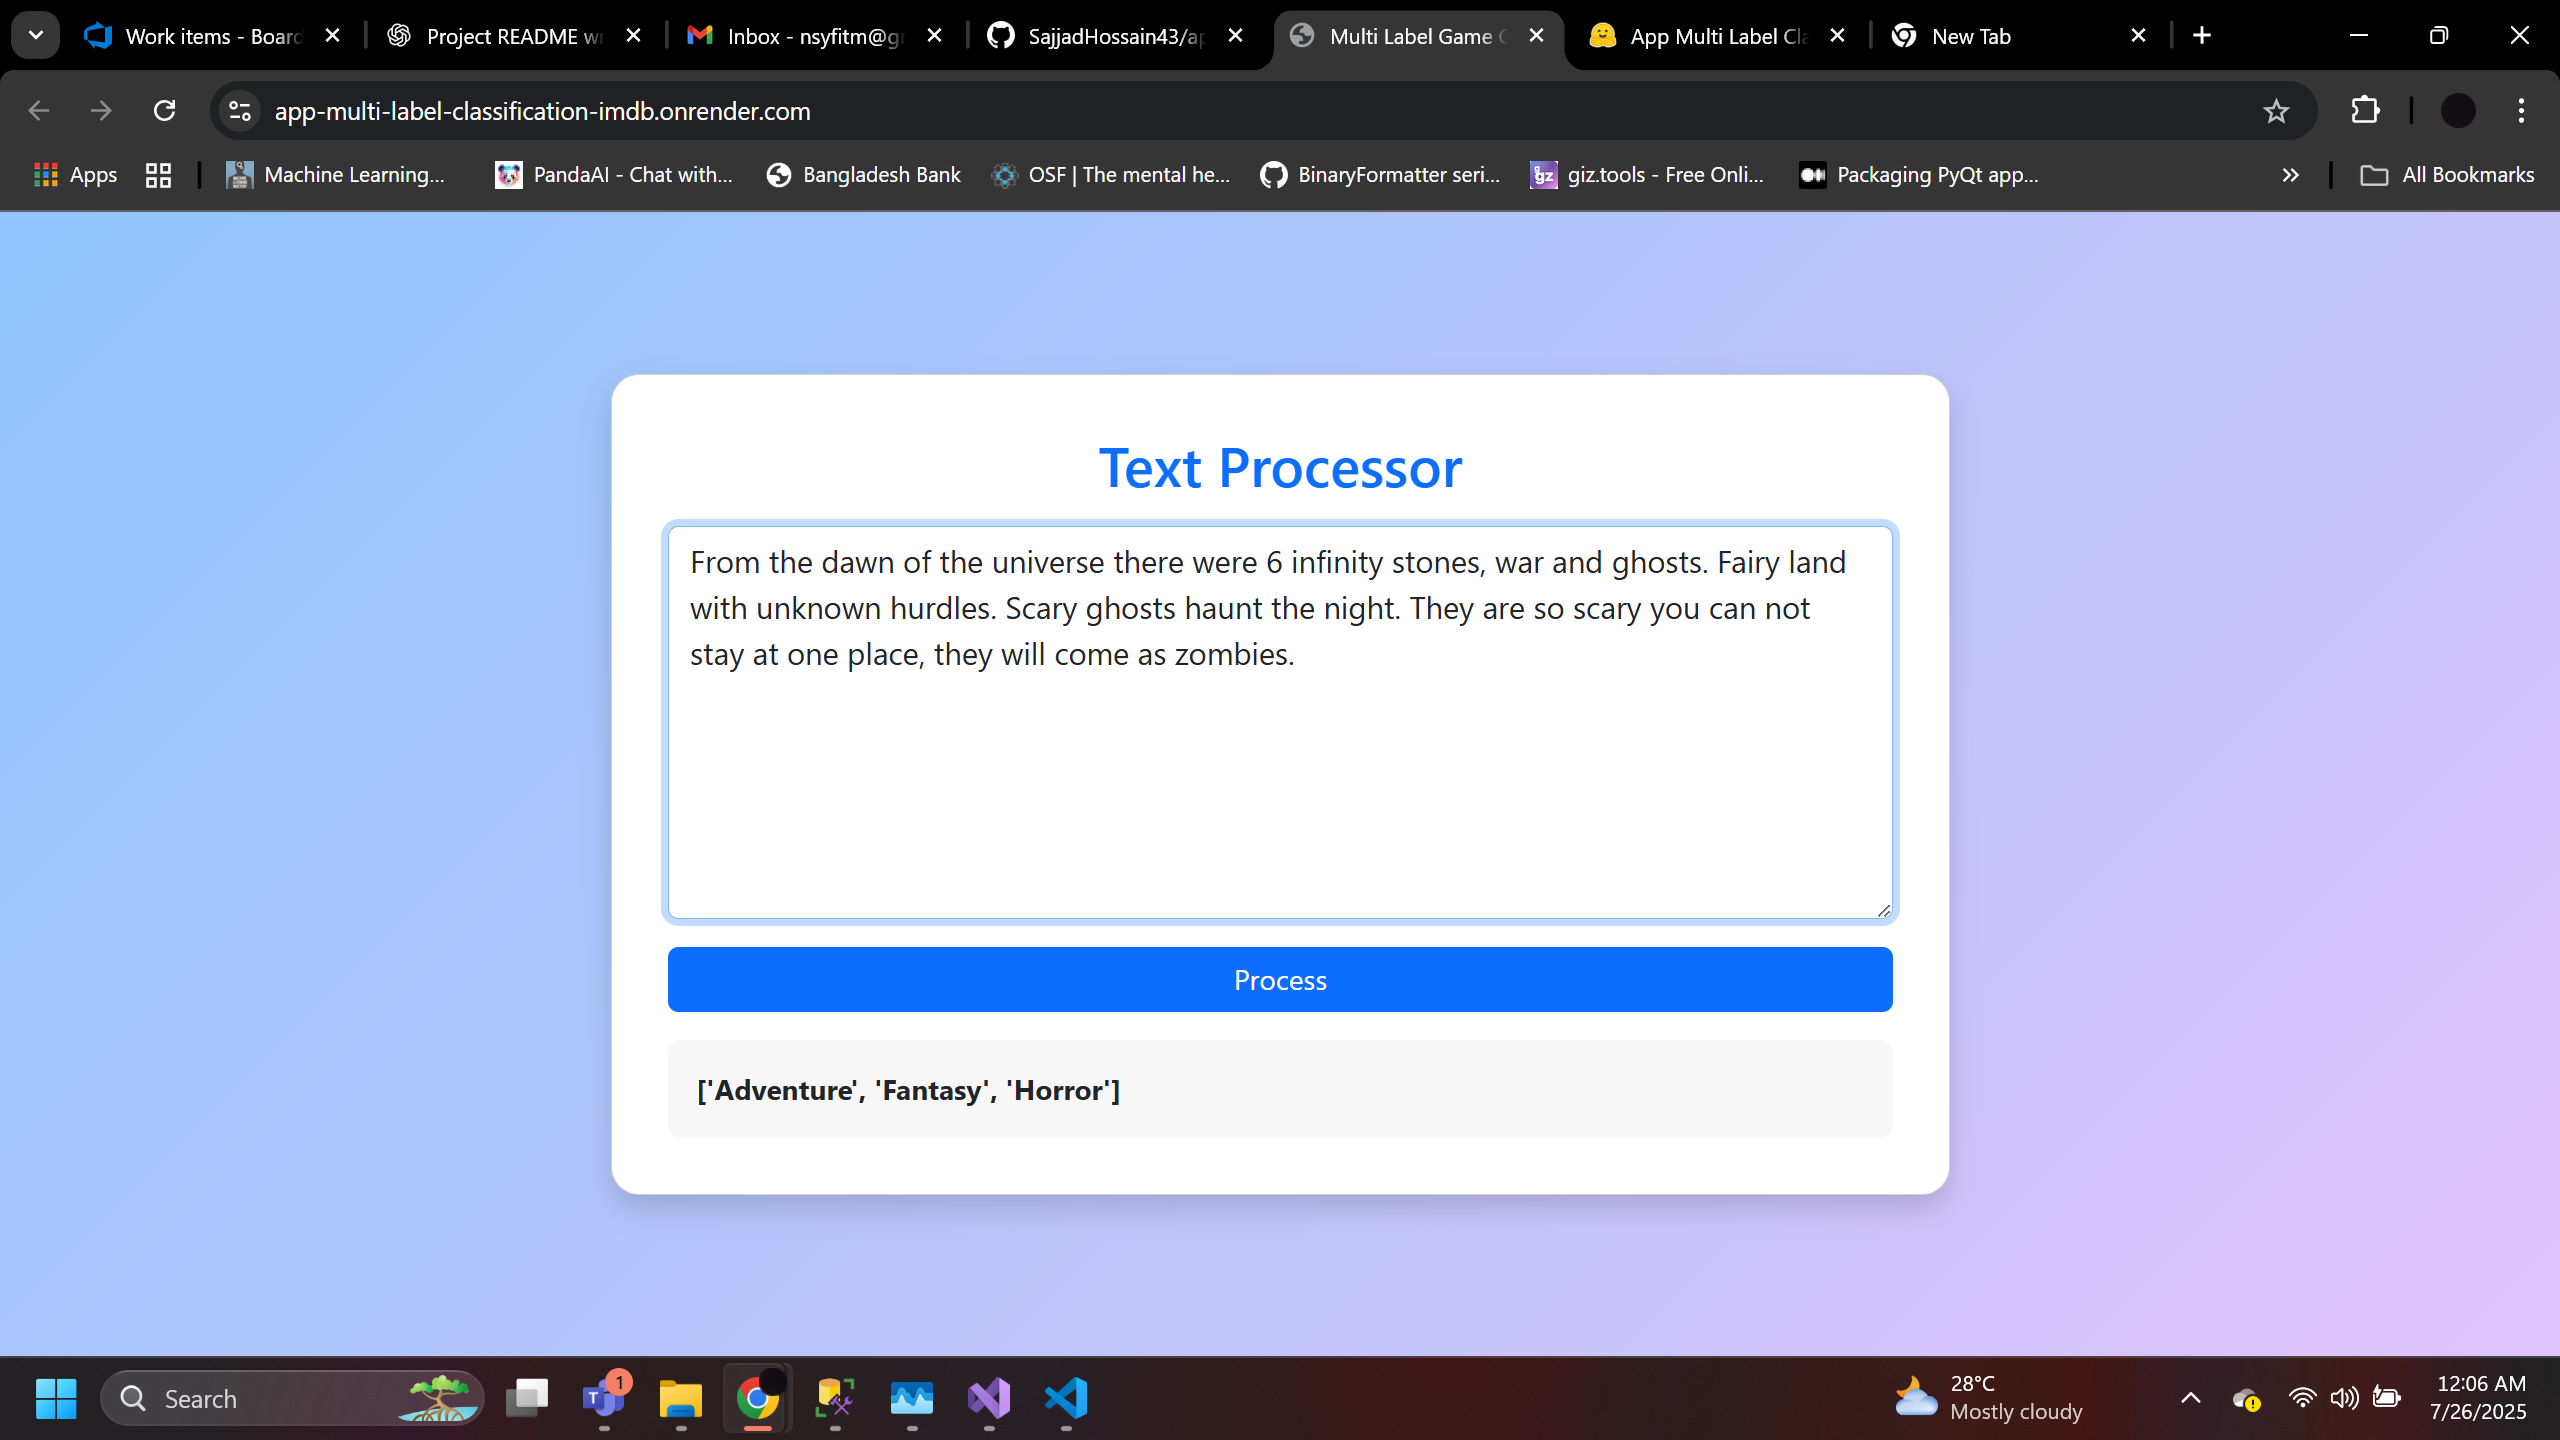 Work items - Board
Project README wr
Inbox - nsyfitm@gr
SajjadHossain43/ap
Multi Label Game C
App Multi Label Cla
New Tab
app-multi-label-classification-imdb.onrender.com
Apps
Machine Learning...
PandaAI - Chat with...
Bangladesh Bank
OSF | The mental he...
BinaryFormatter seri...
giz.tools - Free Onli...
Packaging PyQt app...
All Bookmarks
Text Processor
From the dawn of the universe there were 6 infinity stones, war and ghosts. Fairy land
with unknown hurdles. Scary ghosts haunt the night. They are so scary you can not
stay at one place, they will come as zombies.
Process
['Adventure', 'Fantasy', 'Horror']
Search
1
28°C
Mostly cloudy
12:06 AM
7/26/2025